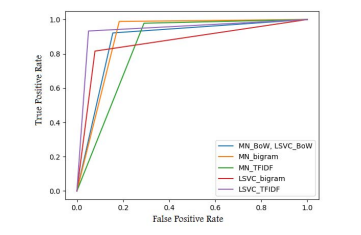 1.0
0.8
0.6
0.4
0.2
0.0
True Positive Rate
MN_BoW, LSVC_BoW
MN_bigram
MN_TFIDF
LSVC_bigram
LSVC_TFIDF
0.0 0.2 0.4 0.6 0.8 1.0
False Positive Rate